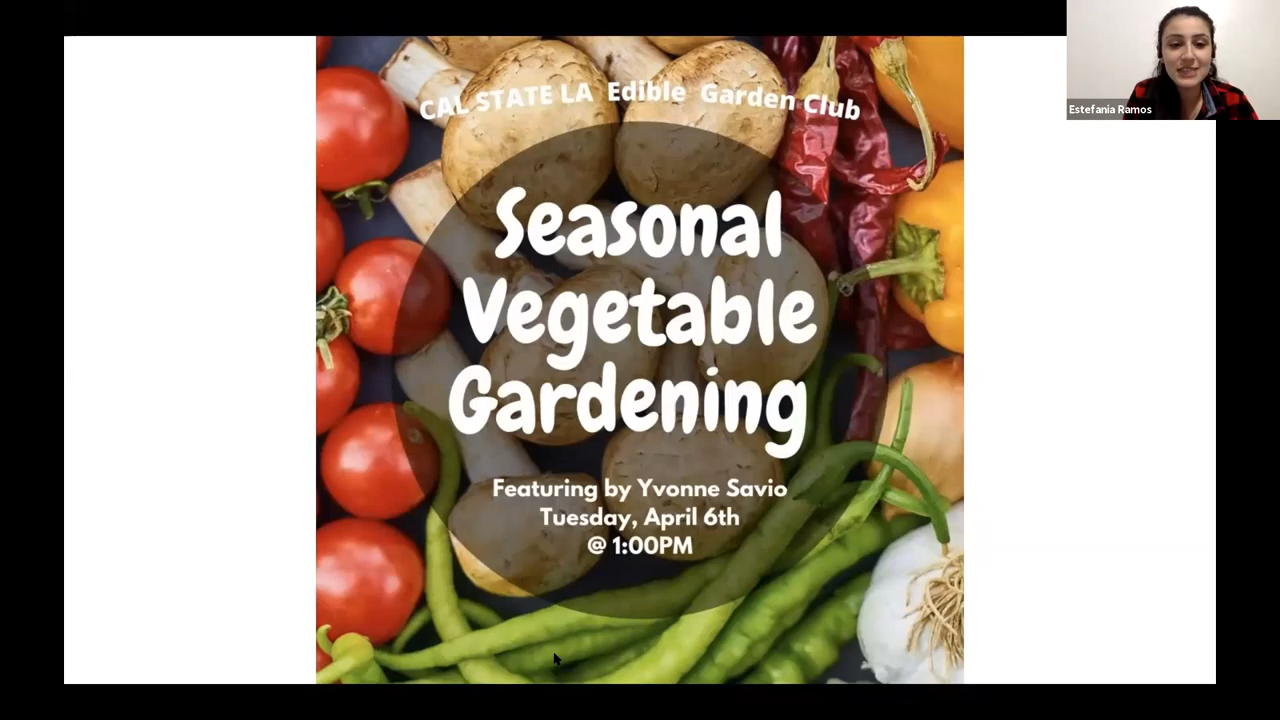 CAL STATE LA Edible Garden Club
Seasonal
Vegetable
Gardening
Featuring by Yvonne Savio
Tuesday, April 6th
@ 1:00PM
Estefania Ramos